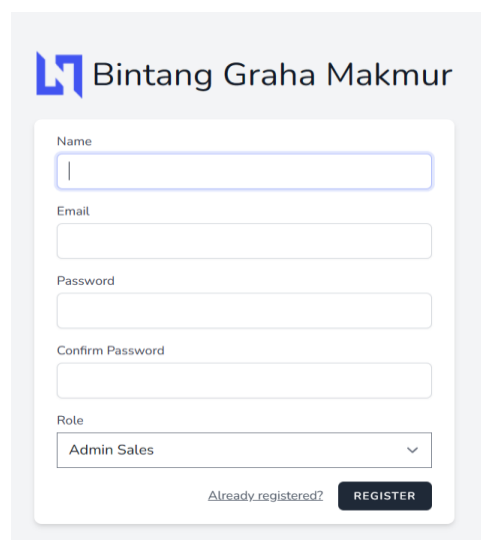 Bintang Graha Makmur
Name
Email
Password
Confirm Password
Role
Admin Sales
Already registered? REGISTER